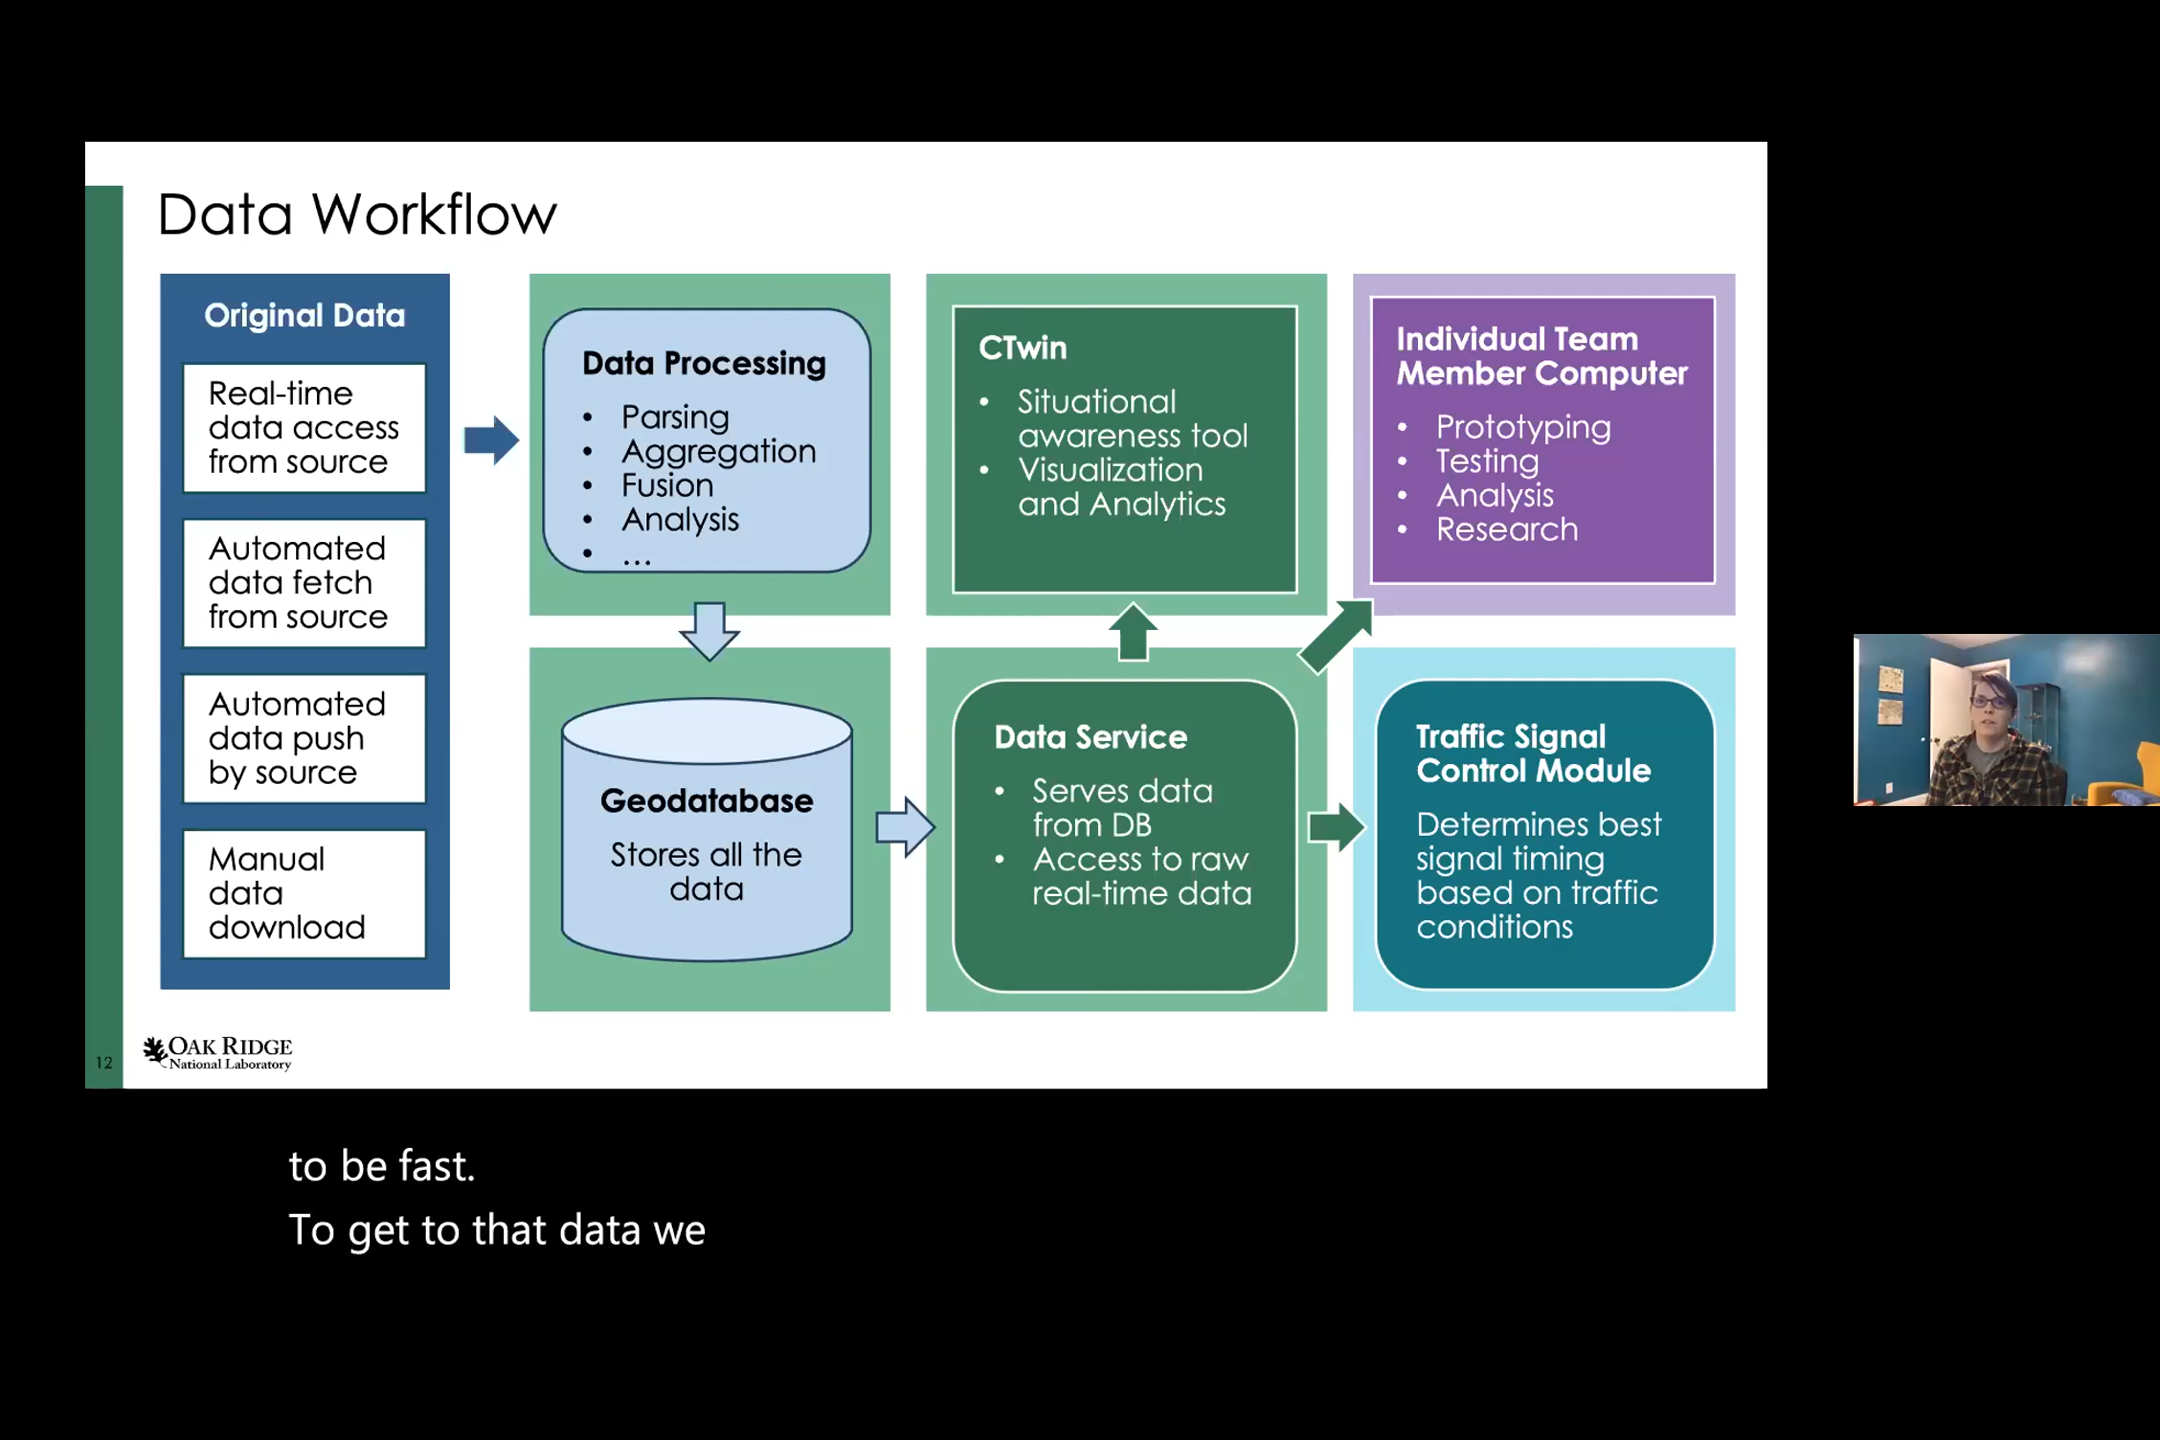 Data Workflow
Original Data
Real-time
data access
from source
Automated
data fetch
from source
Automated
data push
by source
Manual
data
download
Data Processing
• Parsing
• Aggregation
• Fusion
• Analysis
• ...
Geodatabase
Stores all the
data
CTwin
• Situational
awareness tool
• Visualization
and Analytics
Data Service
• Serves data
from DB
• Access to raw
real-time data
Individual Team
Member Computer
• Prototyping
• Testing
• Analysis
• Research
Traffic Signal
Control Module
Determines best
signal timing
based on traffic
conditions
12
OAK RIDGE
National Laboratory
to be fast.
To get to that data we